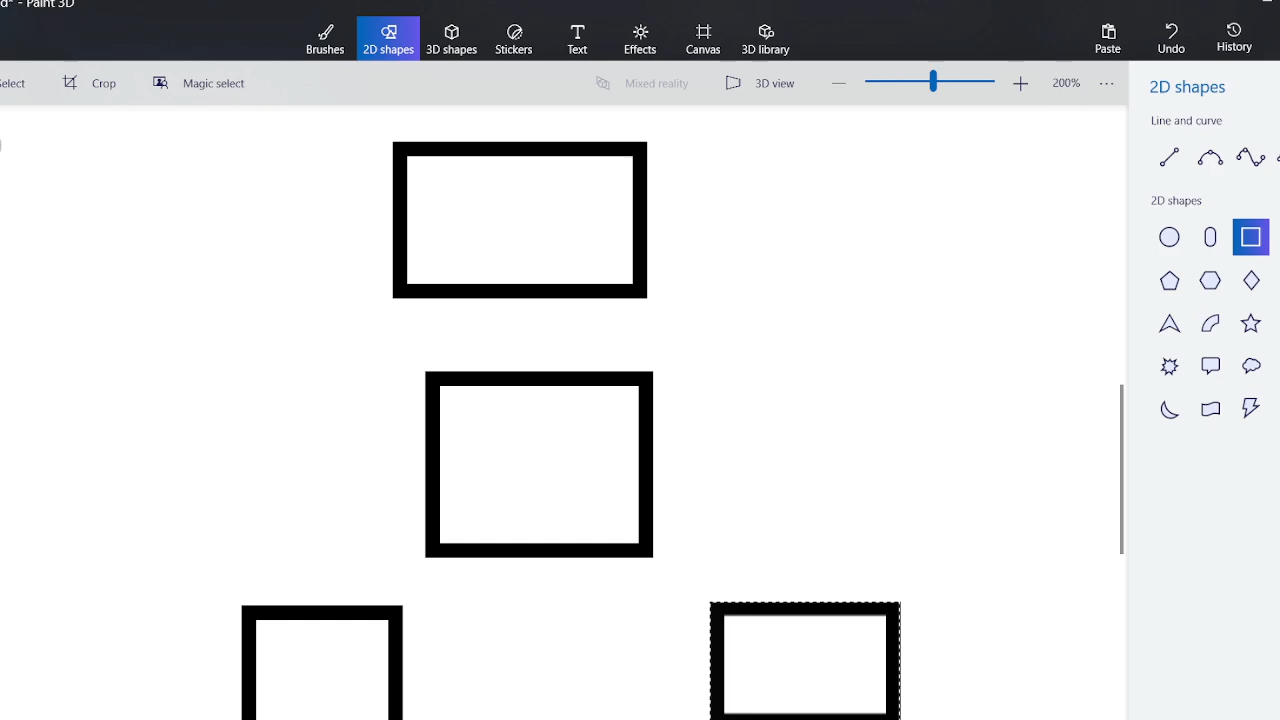 d* - Paint 3D
Brushes 2D shapes 3D shapes Stickers Text Effects Canvas 3D library Paste Undo History
Select Crop Magic select Mixed reality 3D view 200% ...
2D shapes
Line and curve
2D shapes